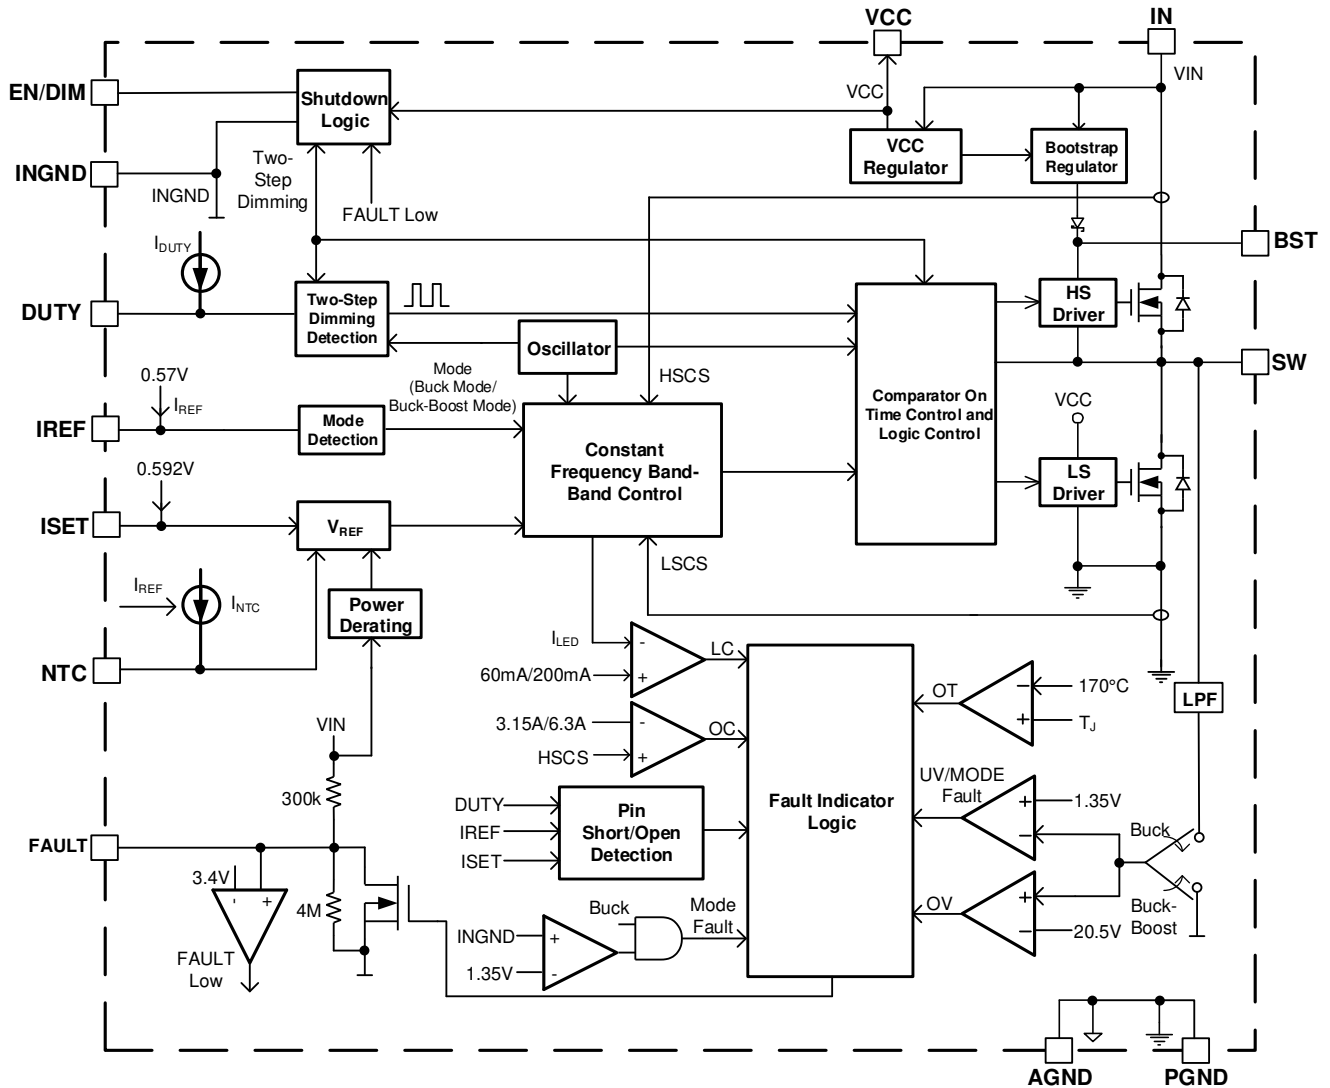 VCC
IN
EN/DIM
Shutdown
Logic
VCC
VIN
VCC
Regulator
Bootstrap
Regulator
INGND
INGND
Two-
Step
Dimming
FAULT Low
IDUTY
BST
DUTY
Two-Step
Dimming
Detection
HS
Driver
Oscillator
SW
0.57V
IREF
Mode
(Buck Mode/
Buck-Boost Mode)
HSCS
IREF
Mode
Detection
Comparator On
Time Control and
Logic Control
VCC
Constant
Frequency Band-
Band Control
0.592V
LS
Driver
ISET
VREF
LSCS
IREF
INTC
Power
Derating
NTC
ILED
-
LC
60mA/200mA
+
OT
−
170°C
+
TJ
LPF
VIN
3.15A/6.3A
-
OC
HSCS
+
300k
Fault Indicator
Logic
UV/MODE
Fault
+
1.35V
−
Buck
DUTY
IREF
ISET
Pin
Short/Open
Detection
FAULT
3.4V
-
+
4M
Buck
Mode
Fault
OV
+
−
20.5V
Buck-
Boost
INGND
+
1.35V
-
FAULT
Low
AGND
PGND